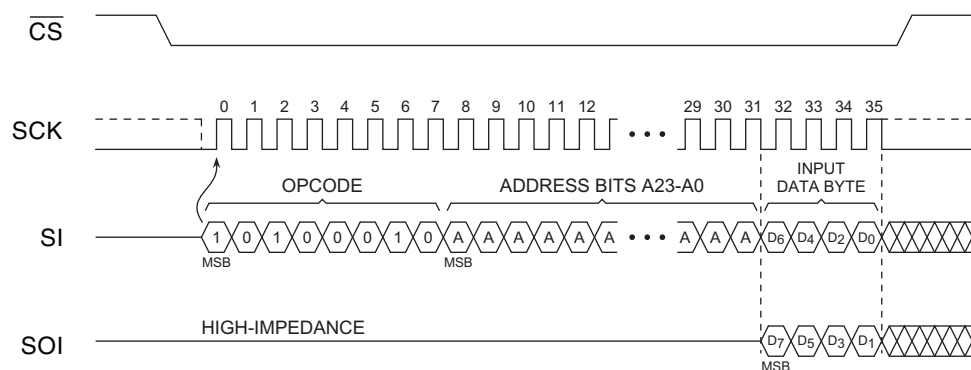 CS
0 1 2 3 4 5 6 7 8 9 10 11 12 29 30 31 32 33 34 35
SCK
OPCODE ADDRESS BITS A23-A0 INPUT
DATA BYTE
SI 1 0 1 0 0 0 1 0 A A A A A A • • • A A A D6 D4 D2 D0
MSB MSB
HIGH-IMPEDANCE
SOI D7 D5 D3 D1
MSB